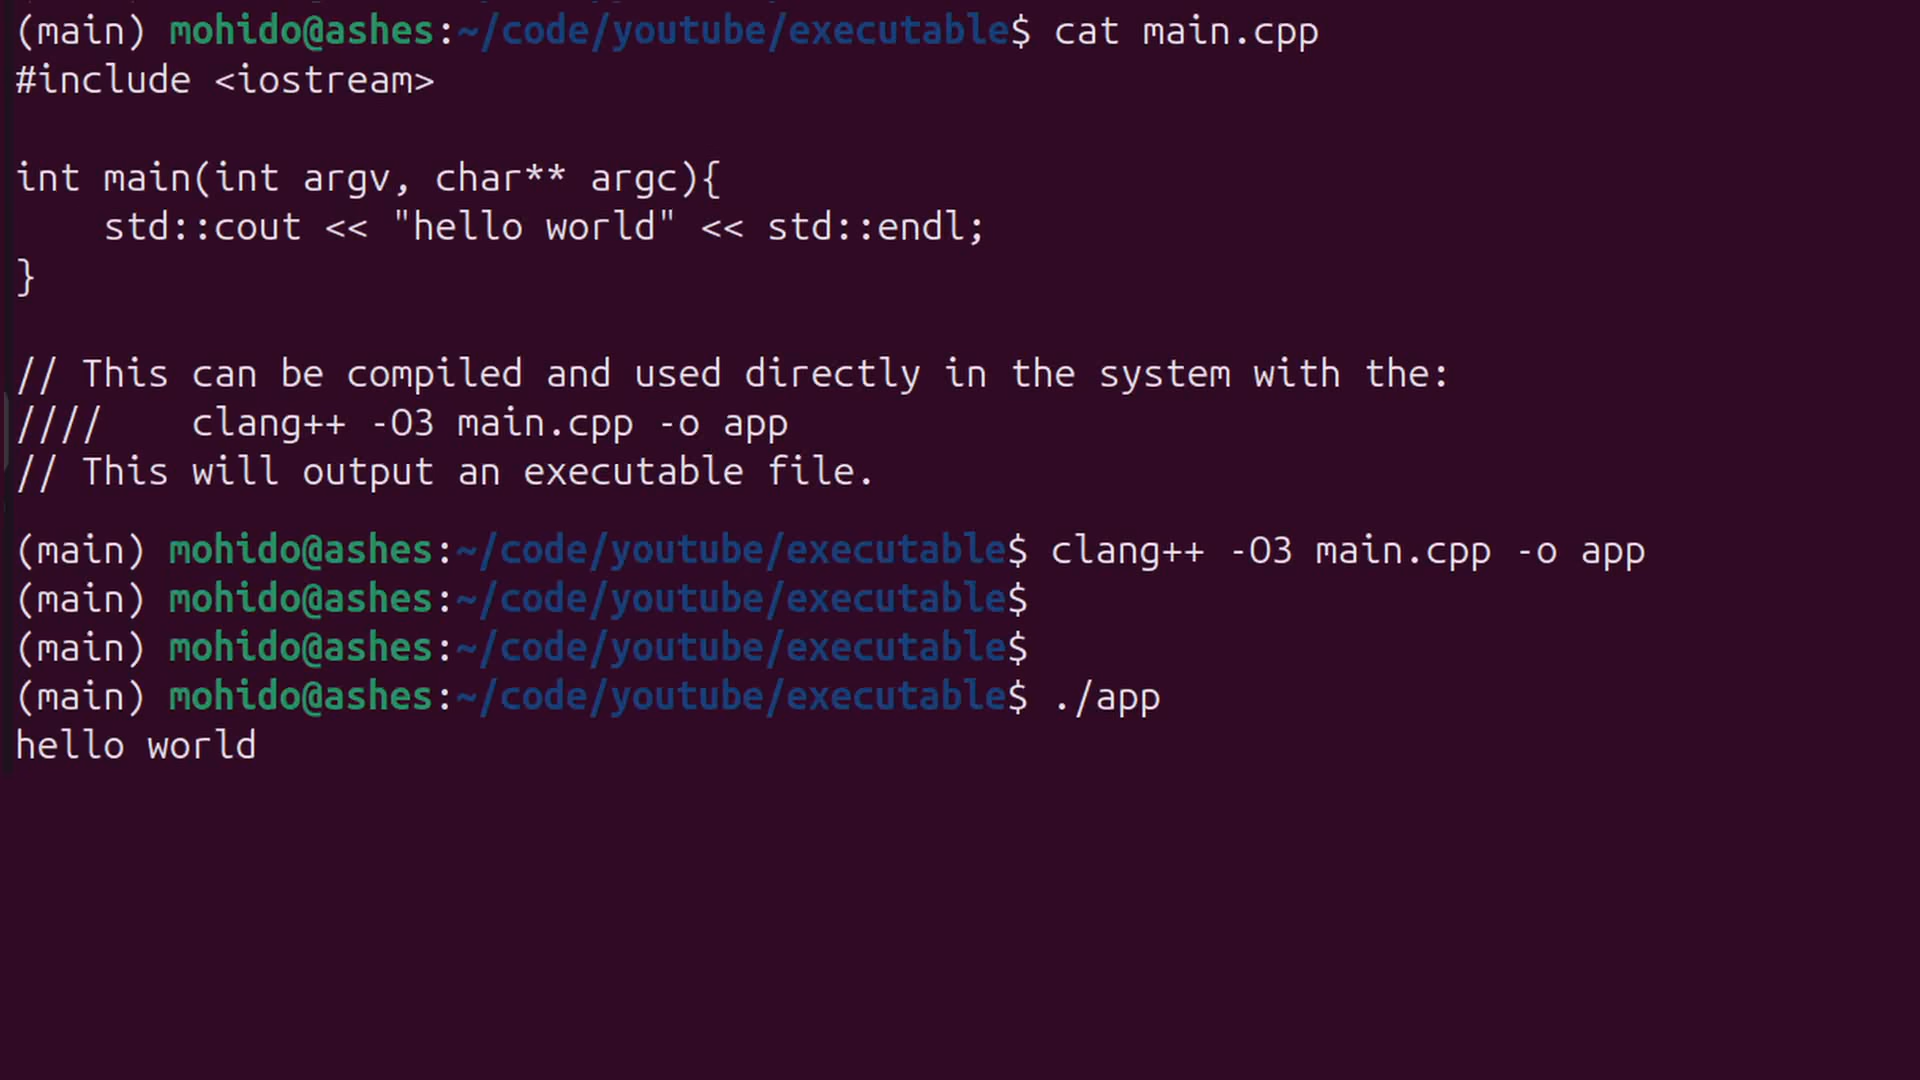 (main) mohido@ashes:~/code/youtube/executable$ cat main.cpp
#include <iostream>
int main(int argv, char** argc){
    std::cout << "hello world" << std::endl;
}
// This can be compiled and used directly in the system with the:
////    clang++ -O3 main.cpp -o app
// This will output an executable file.
(main) mohido@ashes:~/code/youtube/executable$ clang++ -O3 main.cpp -o app
(main) mohido@ashes:~/code/youtube/executable$
(main) mohido@ashes:~/code/youtube/executable$
(main) mohido@ashes:~/code/youtube/executable$ ./app
hello world